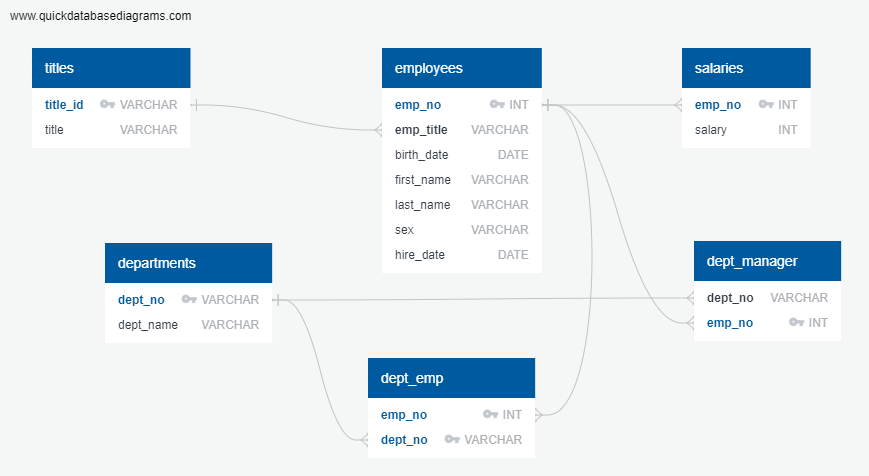 www.quickdatabasediagrams.com
titles
title_id VARCHAR
title VARCHAR
employees
emp_no INT
emp_title VARCHAR
birth_date DATE
first_name VARCHAR
last_name VARCHAR
sex VARCHAR
hire_date DATE
salaries
emp_no INT
salary INT
departments
dept_no VARCHAR
dept_name VARCHAR
dept_manager
dept_no VARCHAR
emp_no INT
dept_emp
emp_no INT
dept_no VARCHAR